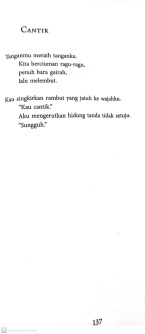 CANTIK
Tanganmu meraih tanganku.
Kita berciuman ragu-ragu,
penuh bara gairah,
lalu melembut.
Kau singkirkan rambut yang jatuh ke wajahku.
"Kau cantik."
Aku mengerutkan hidung tanda tidak setuju.
"Sungguh."
137